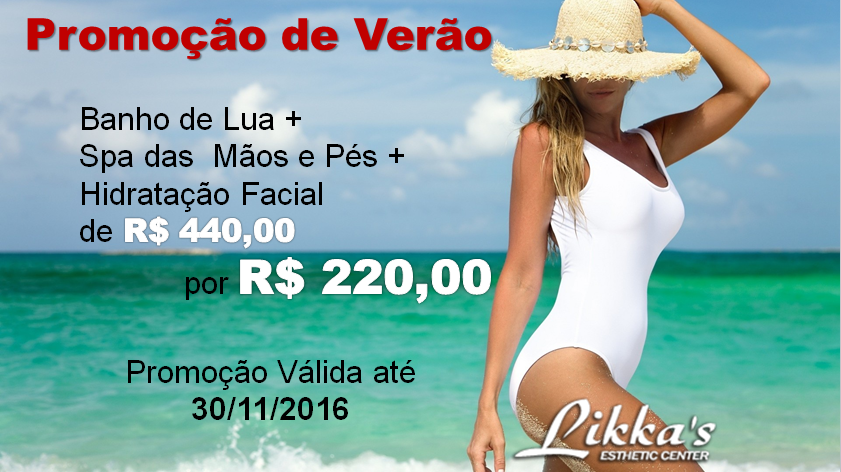 Promoção de Verão
Banho de Lua +
Spa das Mãos e Pés +
Hidratação Facial
de R$ 440,00
por R$ 220,00
Promoção Válida até
30/11/2016
Likka's
ESTHETIC CENTER